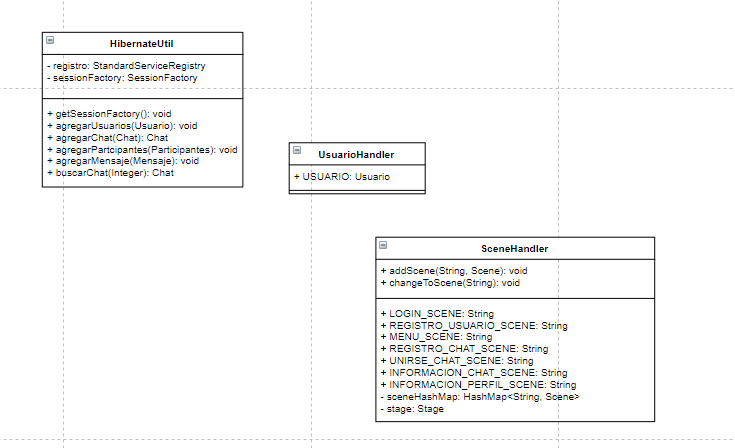 HibernateUtil
- registro: StandardServiceRegistry
- sessionFactory: SessionFactory
+ getSessionFactory(): void
+ agregarUsuarios(Usuario): void
+ agregarChat(Chat): Chat
+ agregarPartcipantes(Participantes): void
+ agregarMensaje(Mensaje): void
+ buscarChat(Integer): Chat
UsuarioHandler
+ USUARIO: Usuario
SceneHandler
+ addScene(String, Scene): void
+ changeToScene(String): void
+ LOGIN_SCENE: String
+ REGISTRO_USUARIO_SCENE: String
+ MENU_SCENE: String
+ REGISTRO_CHAT_SCENE: String
+ UNIRSE_CHAT_SCENE: String
+ INFORMACION_CHAT_SCENE: String
+ INFORMACION_PERFIL_SCENE: String
- sceneHashMap: HashMap<String, Scene>
- stage: Stage